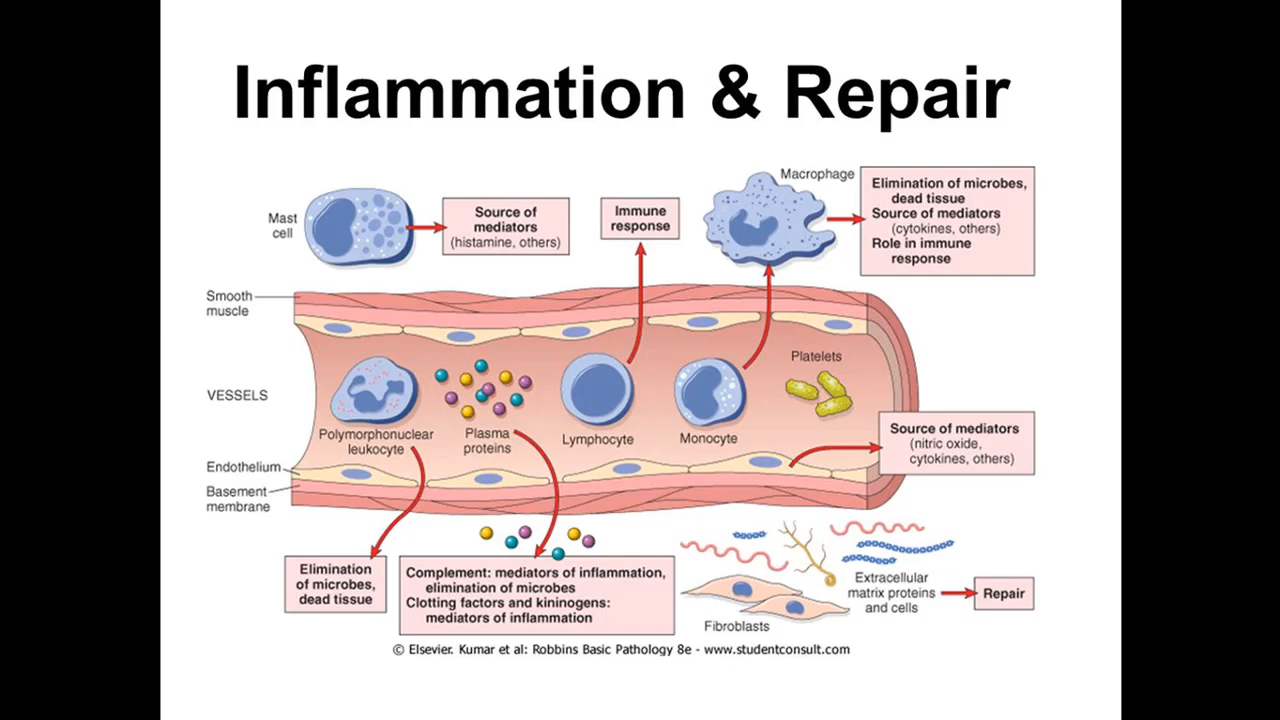 Inflammation & Repair
Macrophage
Elimination of microbes,
dead tissue
Source of mediators
(cytokines, others)
Role in immune
response
Mast
cell
Source of
mediators
(histamine, others)
Immune
response
Smooth
muscle
Platelets
VESSELS
Polymorphonuclear
leukocyte
Plasma
proteins
Lymphocyte
Monocyte
Source of mediators
(nitric oxide,
cytokines, others)
Endothelium
Basement
membrane
Elimination
of microbes,
dead tissue
Complement: mediators of inflammation,
elimination of microbes
Clotting factors and kininogens:
mediators of inflammation
Extracellular
matrix proteins
and cells
Repair
Fibroblasts
© Elsevier. Kumar et al: Robbins Basic Pathology 8e - www.studentconsult.com